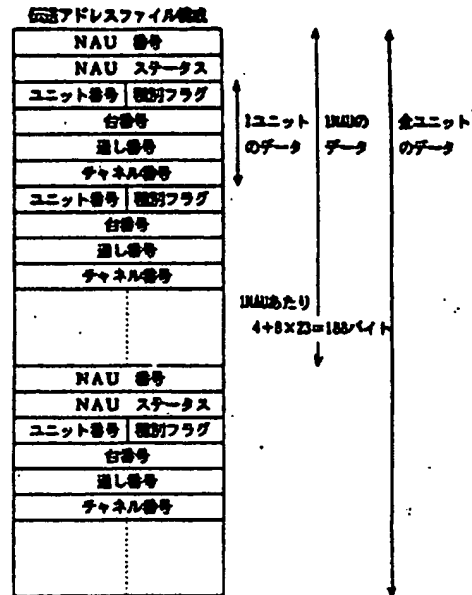 伝送アドレスファイル構成
NAU 番号
NAU ステータス
ユニット番号 種別フラグ
台番号
通し番号
チャネル番号
ユニット番号 種別フラグ
台番号
通し番号
チャネル番号
NAU 番号
NAU ステータス
ユニット番号 種別フラグ
台番号
通し番号
チャネル番号
1ユニット
のデータ
1NAUの
データ
全ユニット
のデータ
1NAUあたり
4+8×23=188バイト